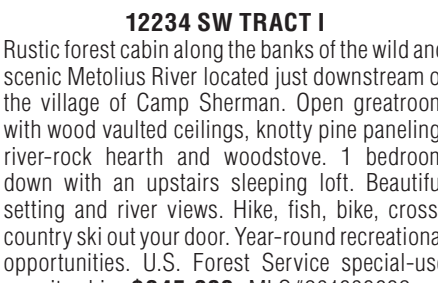 12234 SW TRACT I
Rustic forest cabin along the banks of the wild and
scenic Metolius River located just downstream o
the village of Camp Sherman. Open greatroom
with wood vaulted ceilings, knotty pine paneling
river-rock hearth and woodstove. 1 bedroom
down with an upstairs sleeping loft. Beautifu
setting and river views. Hike, fish, bike, cross
country ski out your door. Year-round recreationa
opportunities. U.S. Forest Service special-use